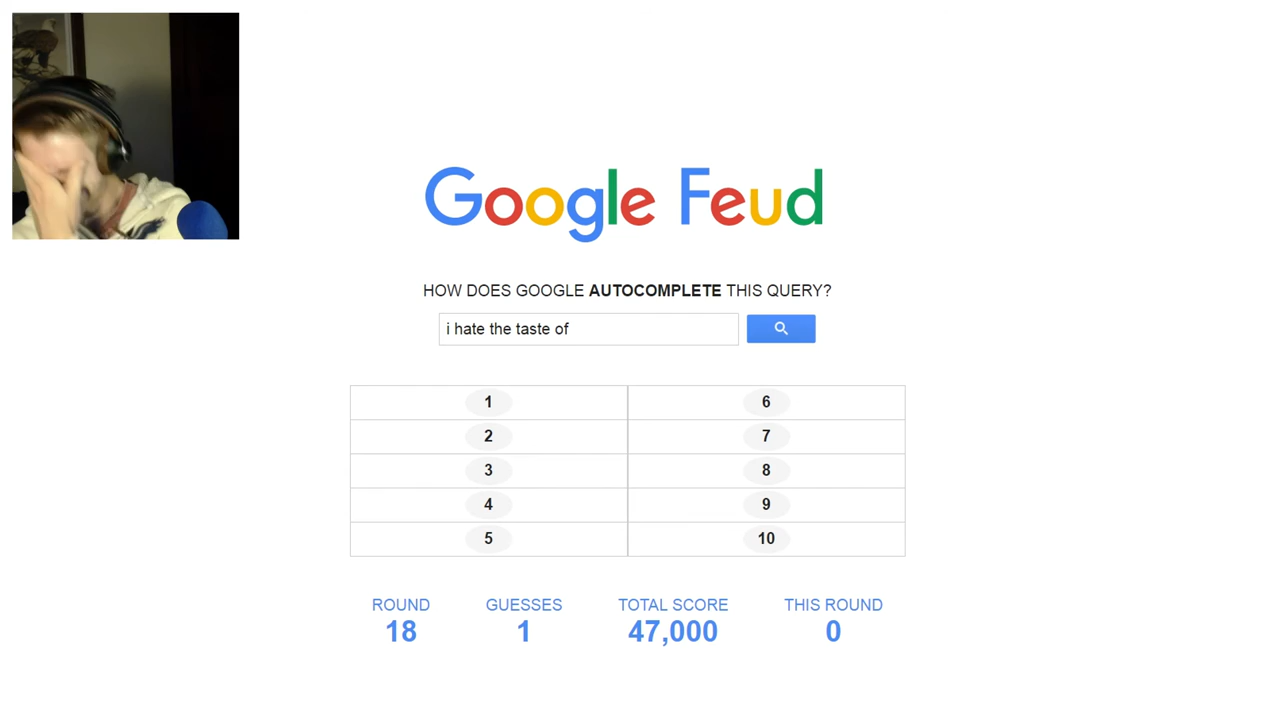 Google Feud
HOW DOES GOOGLE AUTOCOMPLETE THIS QUERY?
i hate the taste of
1 6
2 7
3 8
4 9
5 10
ROUND GUESSES TOTAL SCORE THIS ROUND
18 1 47,000 0